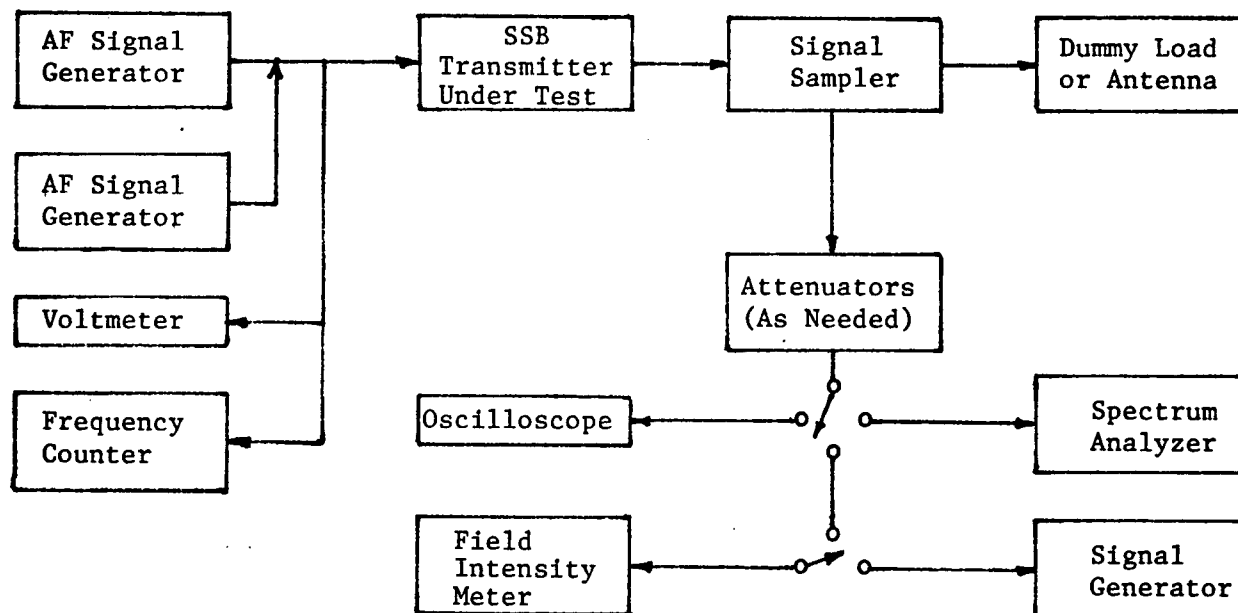 AF Signal
Generator
SSB
Transmitter
Under Test
Signal
Sampler
Dummy Load
or Antenna
AF Signal
Generator
Voltmeter
Attenuators
(As Needed)
Frequency
Counter
Oscilloscope
Spectrum
Analyzer
Field
Intensity
Meter
Signal
Generator